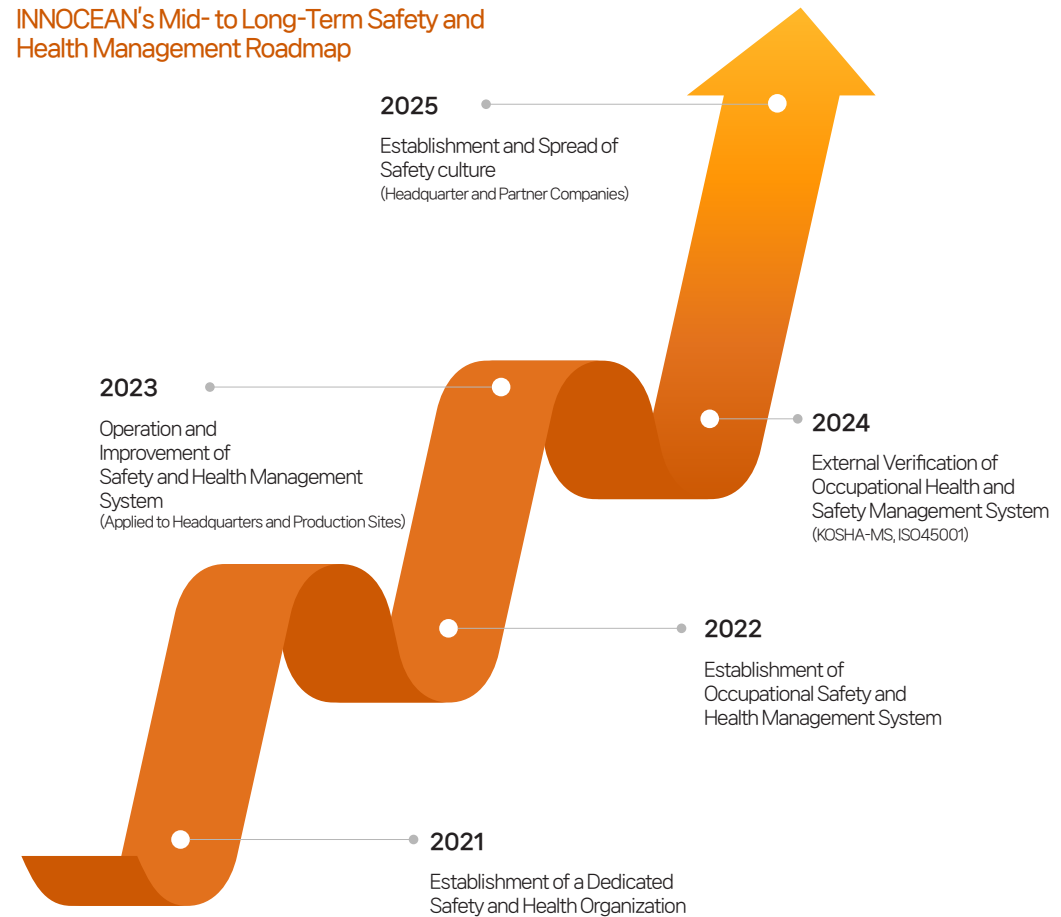 INNOCEAN's Mid- to Long-Term Safety and
Health Management Roadmap
2025
Establishment and Spread of
Safety culture
(Headquarter and Partner Companies)
2023
Operation and
Improvement of
Safety and Health Management
System
(Applied to Headquarters and Production Sites)
2024
External Verification of
Occupational Health and
Safety Management System
(KOSHA-MS, ISO45001)
2022
Establishment of
Occupational Safety and
Health Management System
2021
Establishment of a Dedicated
Safety and Health Organization